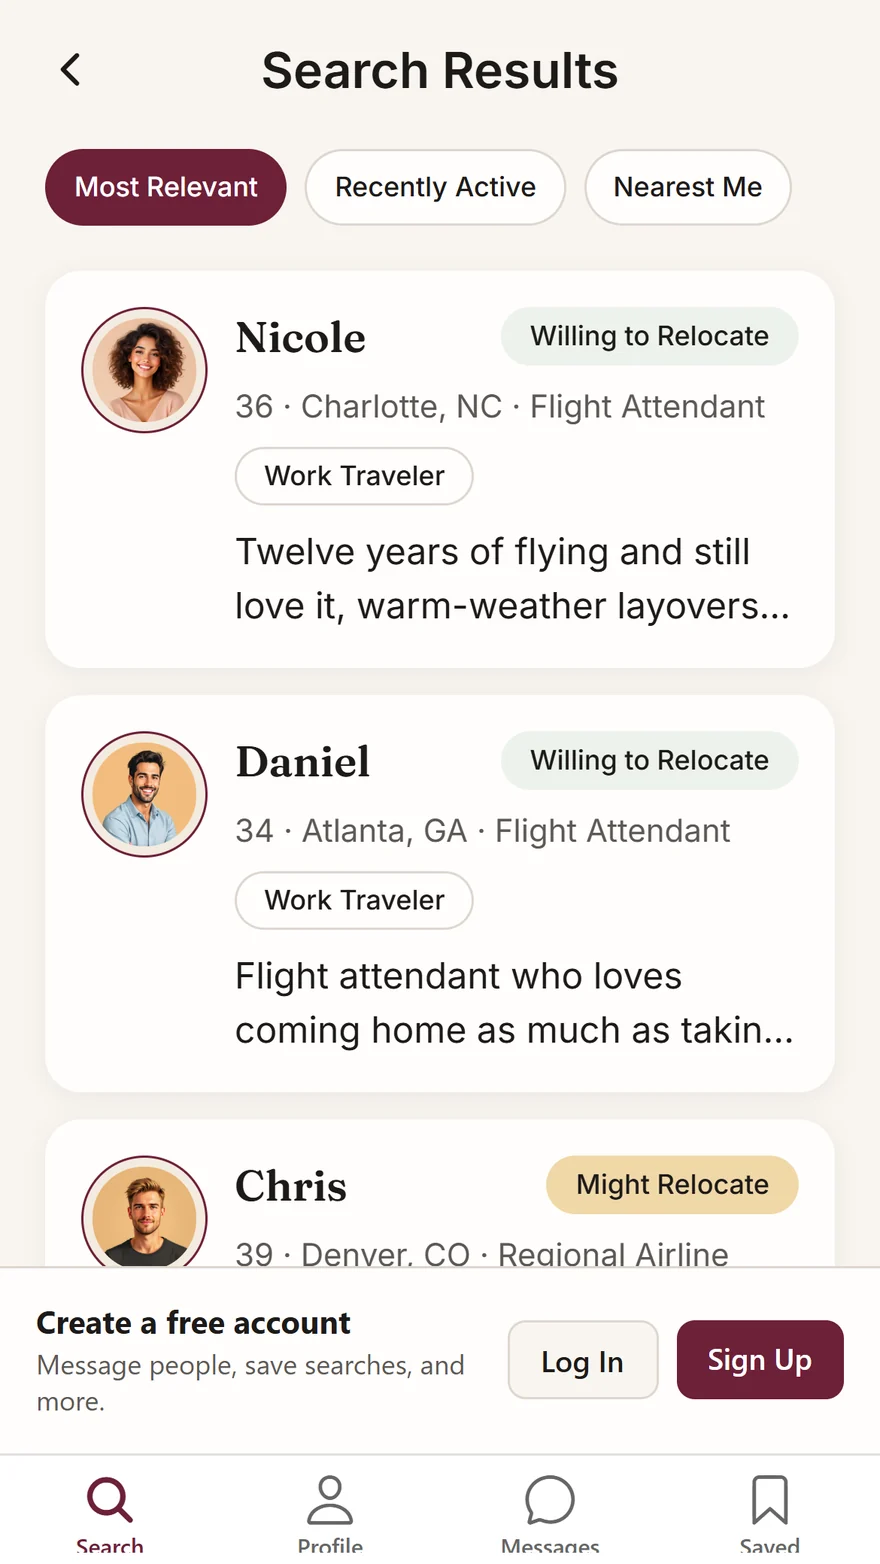 Search Results
Most Relevant
Recently Active
Nearest Me
Nicole
Willing to Relocate
36 · Charlotte, NC · Flight Attendant
Work Traveler
Twelve years of flying and still
love it, warm-weather layovers...
Daniel
Willing to Relocate
34 · Atlanta, GA · Flight Attendant
Work Traveler
Flight attendant who loves
coming home as much as takin...
Chris
Might Relocate
39 · Denver, CO · Regional Airline
Create a free account
Message people, save searches, and
more.
Log In
Sign Up
Search
Profile
Messages
Saved